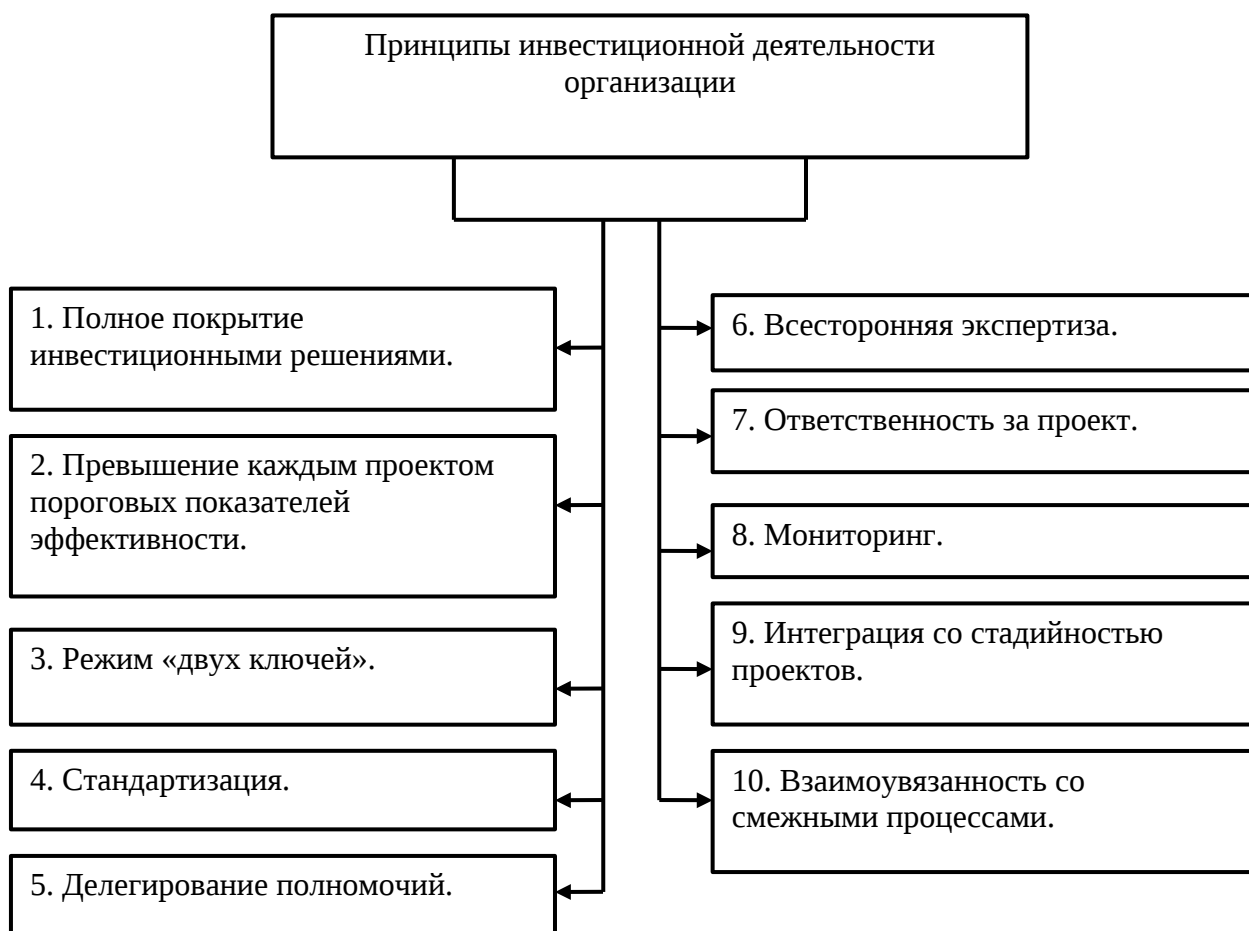 Принципы инвестиционной деятельности
организации
1. Полное покрытие
инвестиционными решениями.
2. Превышение каждым проектом
пороговых показателей
эффективности.
3. Режим «двух ключей».
4. Стандартизация.
5. Делегирование полномочий.
6. Всесторонняя экспертиза.
7. Ответственность за проект.
8. Мониторинг.
9. Интеграция со стадийностью
проектов.
10. Взаимоувязанность со
смежными процессами.